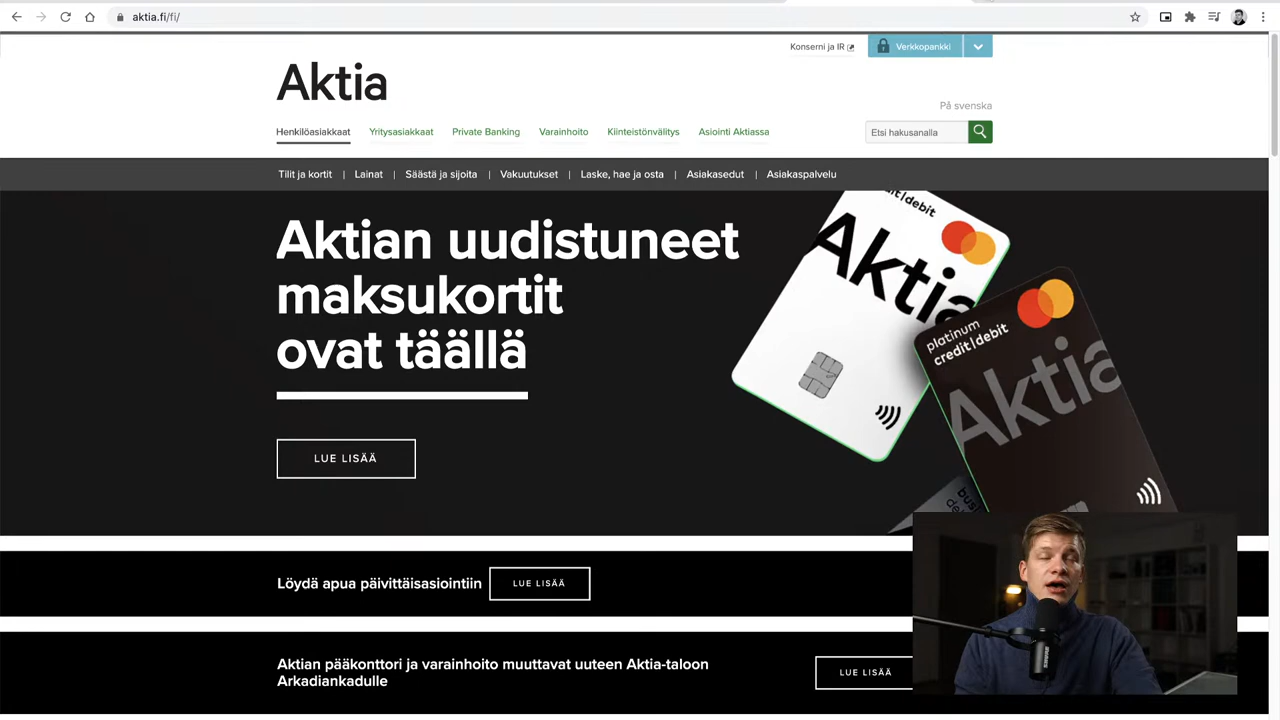 aktia.fi/fi/
Konserni ja IR
Verkkopankki
Aktia
På svenska
Henkilöasiakkaat Yritysasiakkaat Private Banking Varainhoito Kiinteistönvälitys Asiointi Aktiassa
Etsi hakusanalla
Tilit ja kortit | Lainat | Säästä ja sijoita | Vakuutukset | Laske, hae ja osta | Asiakasedut | Asiakaspalvelu
Aktian uudistuneet
maksukortit
ovat täällä
LUE LISÄÄ
debit
Aktia
platinum
credit|debit
Aktia
Löydä apua päivittäisasiointiin
LUE LISÄÄ
Aktian pääkonttori ja varainhoito muuttavat uuteen Aktia-taloon
Arkadiankadulle
LUE LISÄÄ